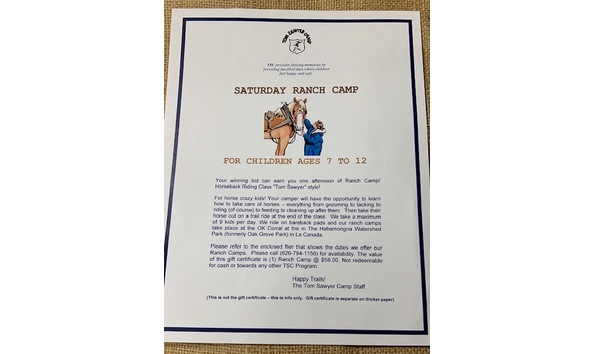 TOM SAWYER CAMP
TSC provides lifelong memories by
providing fun-filled days where children
feel happy and safe
SATURDAY RANCH CAMP
FOR CHILDREN AGES 7 TO 12
Your winning bid can earn you one afternoon of Ranch Camp/
Horseback Riding Class "Tom Sawyer" style!
For horse crazy kids! Your camper will have the opportunity to learn
how to take care of horses – everything from grooming to tacking to
riding (of course) to feeding to cleaning up after them. Then take their
horse out on a trail ride at the end of the class. We take a maximum
of 9 kids per day. We ride on bareback pads and our ranch camps
take place at the OK Corral at the in The Hahamongna Watershed
Park (formerly Oak Grove Park) in La Canada.
Please refer to the enclosed flier that shows the dates we offer our
Ranch Camps. Please call (626-794-1156) for availability. The value
of this gift certificate is (1) Ranch Camp @ $58.00. Not redeemable
for cash or towards any other TSC Program.
Happy Trails!
The Tom Sawyer Camp Staff
(This is not the gift certificate – this is info only. Gift certificate is separate on thicker paper)